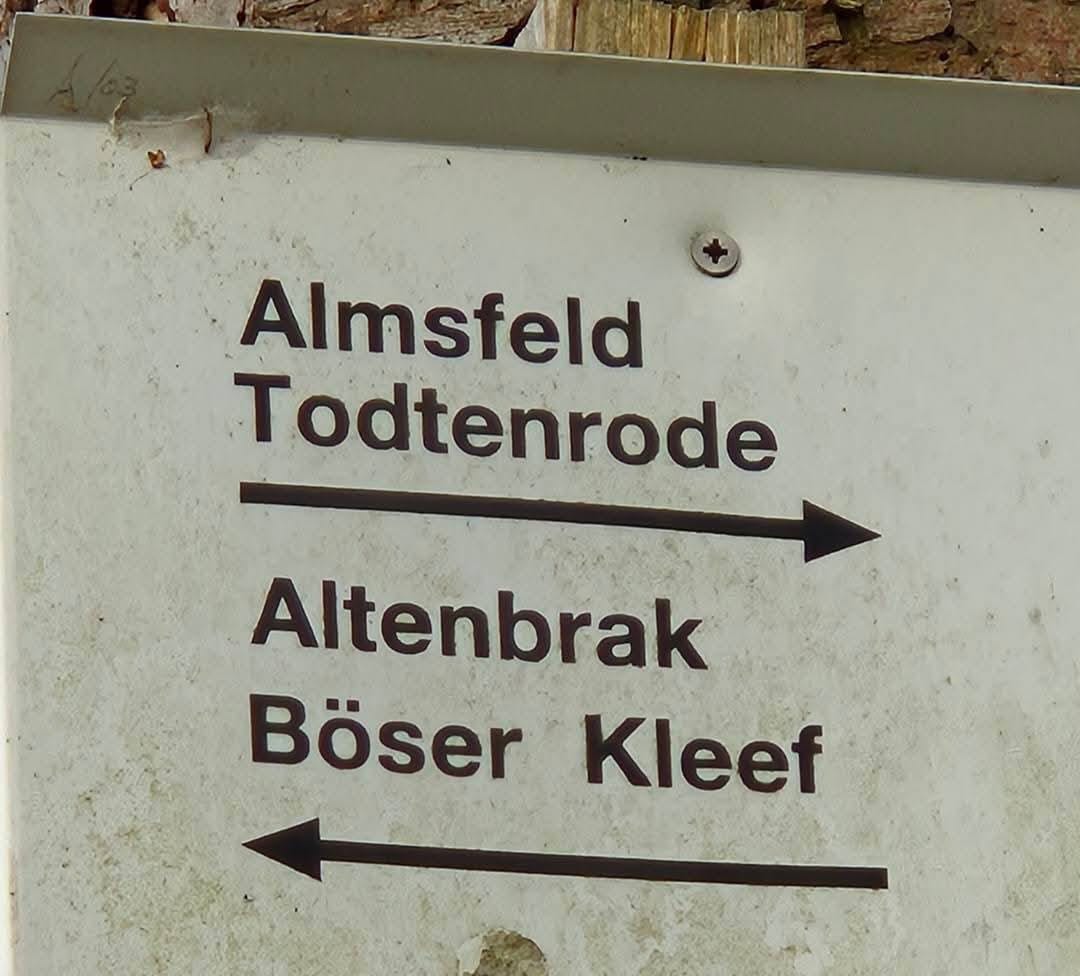 Almsfeld
Todtenrode
Altenbrak
Böser Kleef